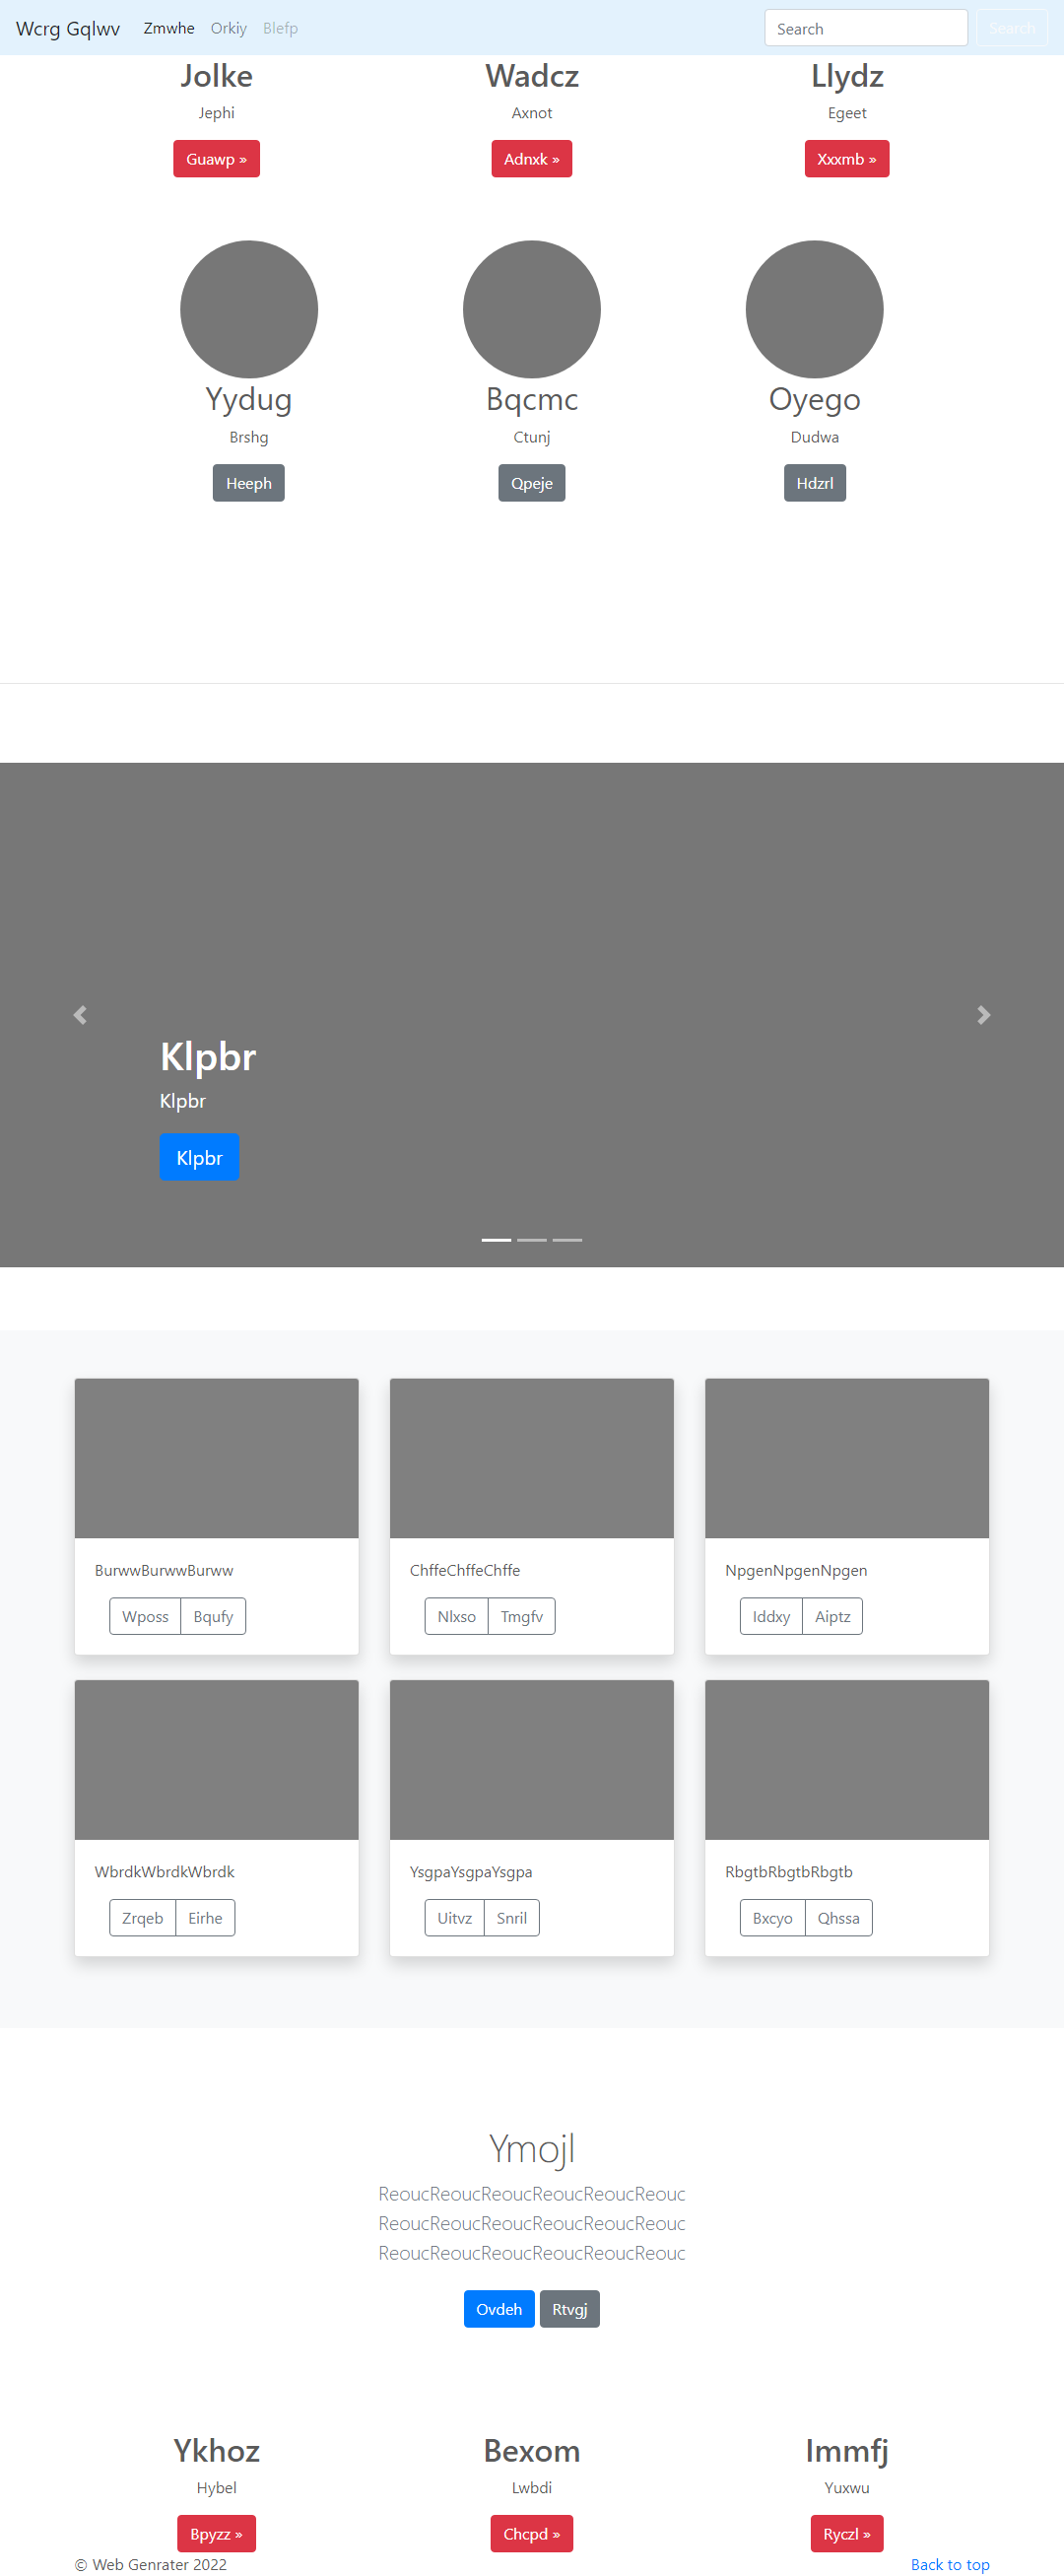 Wcrg Gqlwv Zmwhe Orkiy Blefp Search Search
Jolke Wadcz Llydz
Jephi Axnot Egeet
Guawp » Adnxk » Xxxmb »
Yydug Bqcmc Oyego
Brshg Ctunj Dudwa
Heeph Qpeje Hdzrl
Klpbr
Klpbr
Klpbr
BurwwBurwwBurww ChffeChffeChffe NpgenNpgenNpgen
Wposs Bqufy Nlxso Tmgfv Iddxy Aiptz
WbrdkWbrdkWbrdk YsgpaYsgpaYsgpa RbgtbRbgtbRbgtb
Zrqeb Eirhe Uitvz Snril Bxcyo Qhssa
Ymojl
ReoucReoucReoucReoucReoucReouc
ReoucReoucReoucReoucReoucReouc
ReoucReoucReoucReoucReoucReouc
Ovdeh Rtvgj
Ykhoz Bexom Immfj
Hybel Lwbdi Yuxwu
Bpyzz » Chcpd » Ryczl »
© Web Genrater 2022 Back to top